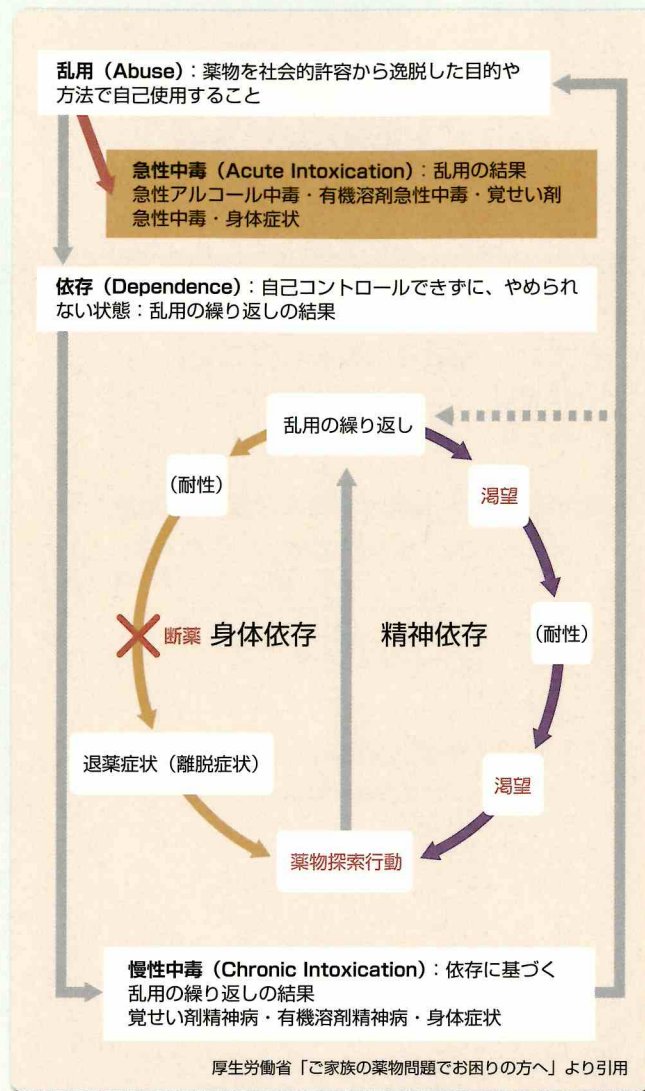 乱用（Abuse）：薬物を社会的許容から逸脱した目的や
方法で自己使用すること
急性中毒（Acute Intoxication）：乱用の結果
急性アルコール中毒・有機溶剤急性中毒・覚せい剤
急性中毒・身体症状
依存（Dependence）：自己コントロールできずに、やめられ
ない状態：乱用の繰り返しの結果
乱用の繰り返し
（耐性）
渇望
断薬
身体依存
精神依存
（耐性）
退薬症状（離脱症状）
渇望
薬物探索行動
慢性中毒（Chronic Intoxication）：依存に基づく
乱用の繰り返しの結果
覚せい剤精神病・有機溶剤精神病・身体症状
厚生労働省「ご家族の薬物問題でお困りの方へ」より引用